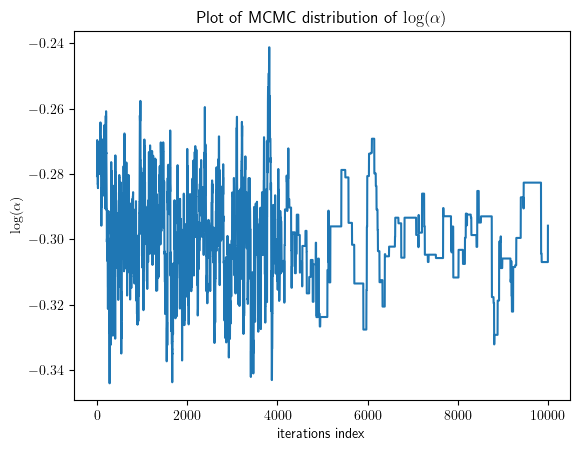 Plot of MCMC distribution of log(α)
−0.24
−0.26
−0.28
−0.30
−0.32
−0.34
log(α)
0 2000 4000 6000 8000 10000
iterations index